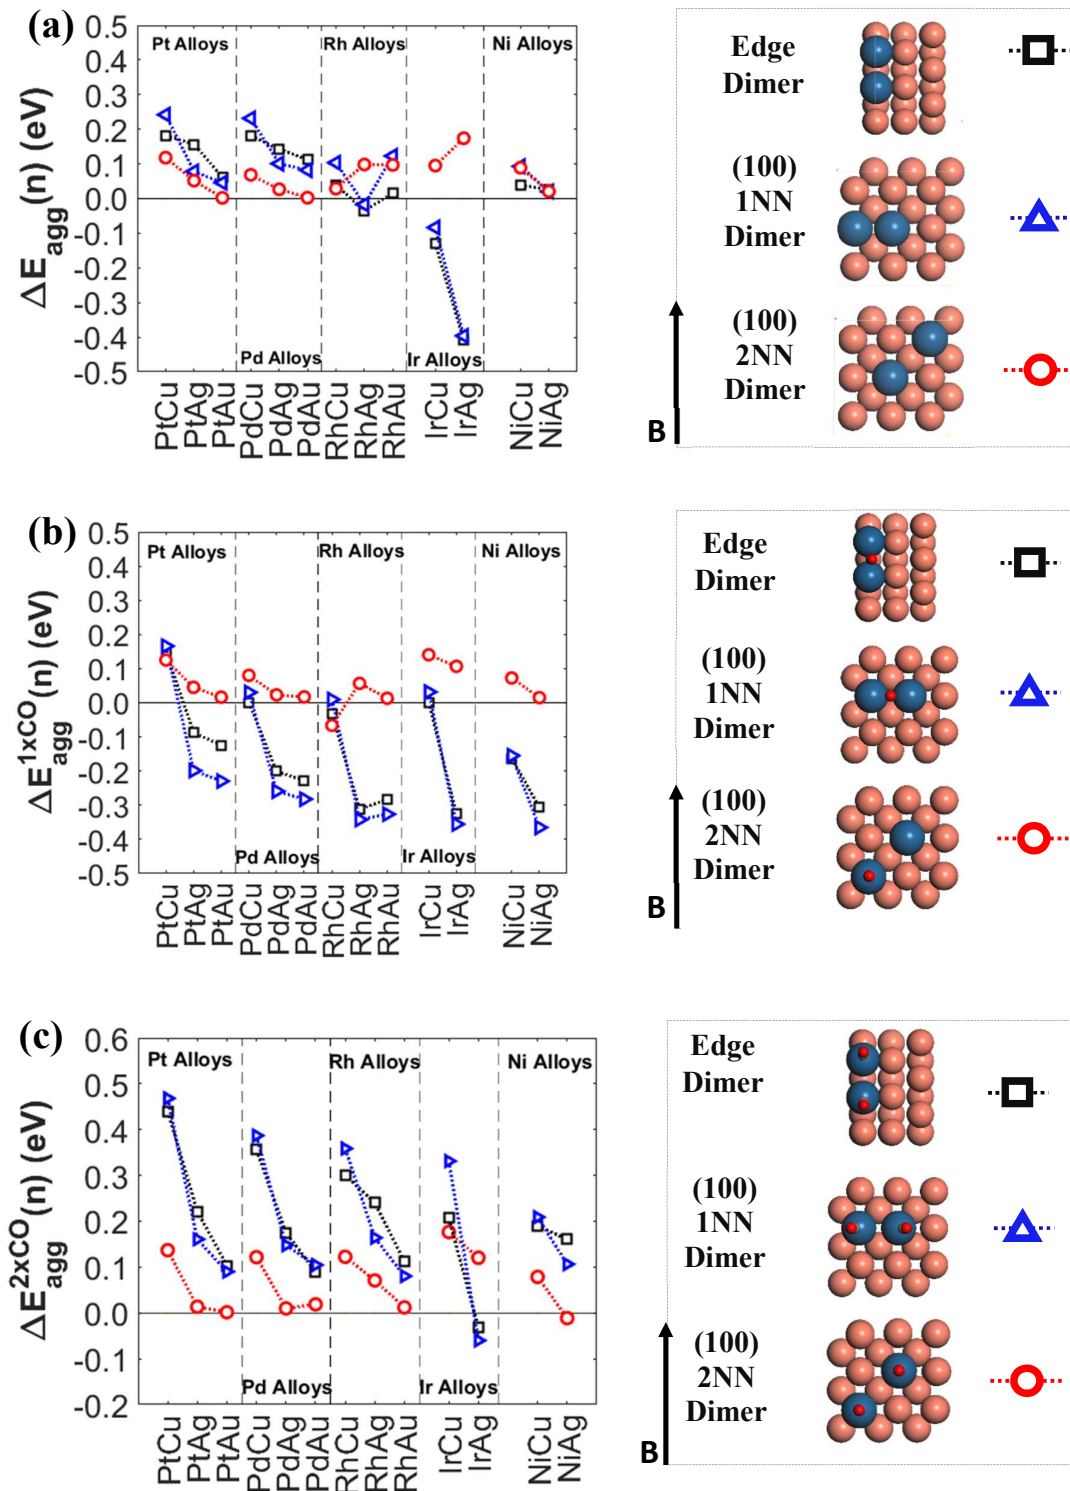 (a)
ΔE_agg(n) (eV)
0.5
0.4
0.3
0.2
0.1
0.0
-0.1
-0.2
-0.3
-0.4
-0.5
Pt Alloys
Rh Alloys
Ni Alloys
Pd Alloys
Ir Alloys
PtCu
PtAg
PtAu
PdCu
PdAg
PdAu
RhCu
RhAg
RhAu
IrCu
IrAg
NiCu
NiAg
Edge
Dimer
(100)
1NN
Dimer
(100)
2NN
Dimer
B
(b)
ΔE^1xCO_agg(n) (eV)
0.5
0.4
0.3
0.2
0.1
0.0
-0.1
-0.2
-0.3
-0.4
-0.5
Pt Alloys
Rh Alloys
Ni Alloys
Pd Alloys
Ir Alloys
PtCu
PtAg
PtAu
PdCu
PdAg
PdAu
RhCu
RhAg
RhAu
IrCu
IrAg
NiCu
NiAg
Edge
Dimer
(100)
1NN
Dimer
(100)
2NN
Dimer
B
(c)
ΔE^2xCO_agg(n) (eV)
0.6
0.5
0.4
0.3
0.2
0.1
0.0
-0.1
-0.2
Pt Alloys
Rh Alloys
Ni Alloys
Pd Alloys
Ir Alloys
PtCu
PtAg
PtAu
PdCu
PdAg
PdAu
RhCu
RhAg
RhAu
IrCu
IrAg
NiCu
NiAg
Edge
Dimer
(100)
1NN
Dimer
(100)
2NN
Dimer
B